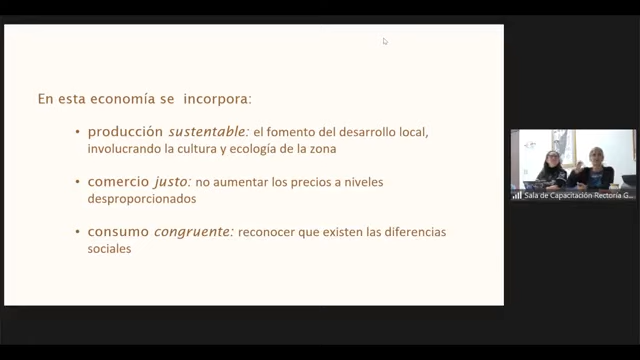 En esta economía se incorpora:
• producción sustentable: el fomento del desarrollo local,
involucrando la cultura y ecología de la zona
• comercio justo: no aumentar los precios a niveles
desproporcionados
• consumo congruente: reconocer que existen las diferencias
sociales
Sala de Capacitación Rectoría G...